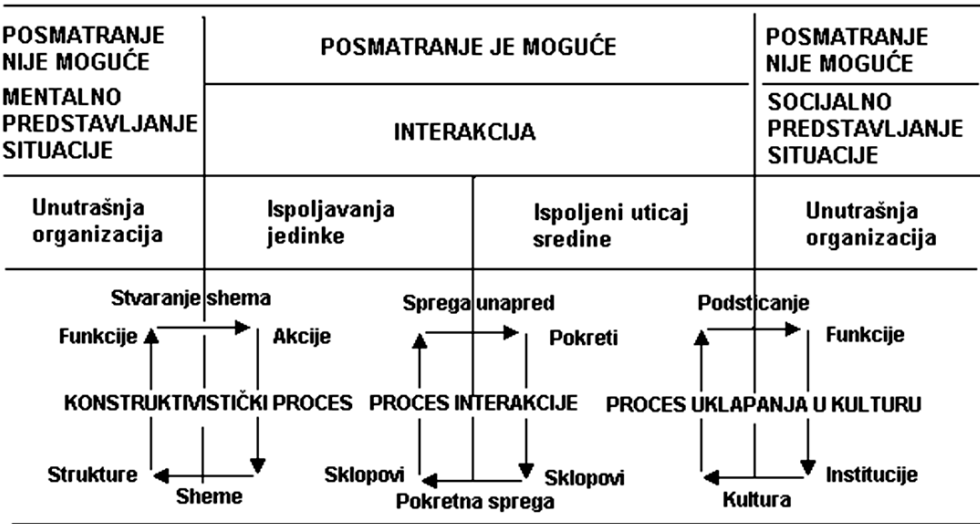 POSMATRANJE
NIJE MOGUĆE
POSMATRANJE JE MOGUĆE
POSMATRANJE
NIJE MOGUĆE
MENTALNO
PREDSTAVLJANJE
SITUACIJE
INTERAKCIJA
SOCIJALNO
PREDSTAVLJANJE
SITUACIJE
Unutrašnja
organizacija
Ispoljavanja
jedinke
Ispoljeni uticaj
sredine
Unutrašnja
organizacija
Stvaranje shema
Sprega unapred
Podsticanje
Funkcije
Akcije
Pokreti
Funkcije
KONSTRUKTIVISTIČKI PROCES
PROCES INTERAKCIJE
PROCES UKLAPANJA U KULTURU
Strukture
Sheme
Sklopovi
Sklopovi
Pokretna sprega
Institucije
Kultura